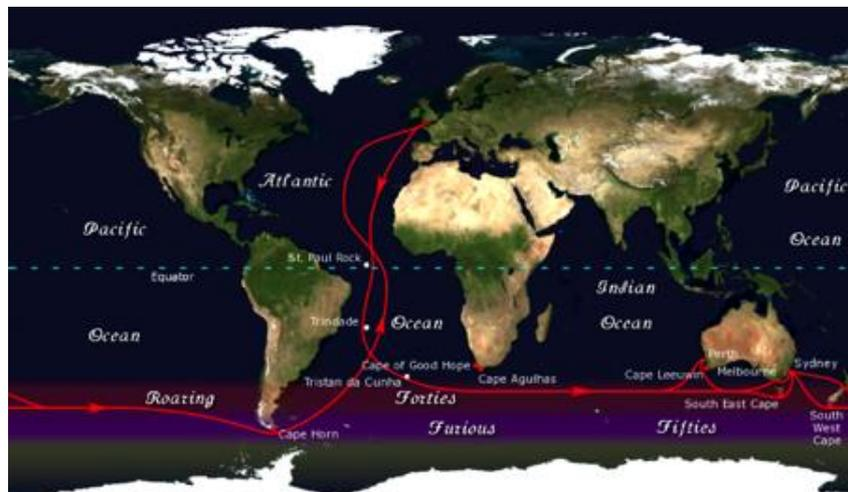 Atlantic
Pacific
Pacific
Ocean
St. Paul Rock
Equator
Indian
Ocean
Trindade
Ocean
Ocean
Cape of Good Hope
Perth
Sydney
Cape Leeuwin
Melbourne
Tristan da Cunha
Cape Agulhas
Roaring
Forties
South East Cape
South
West
Cape
Cape Horn
Furious
Fifties